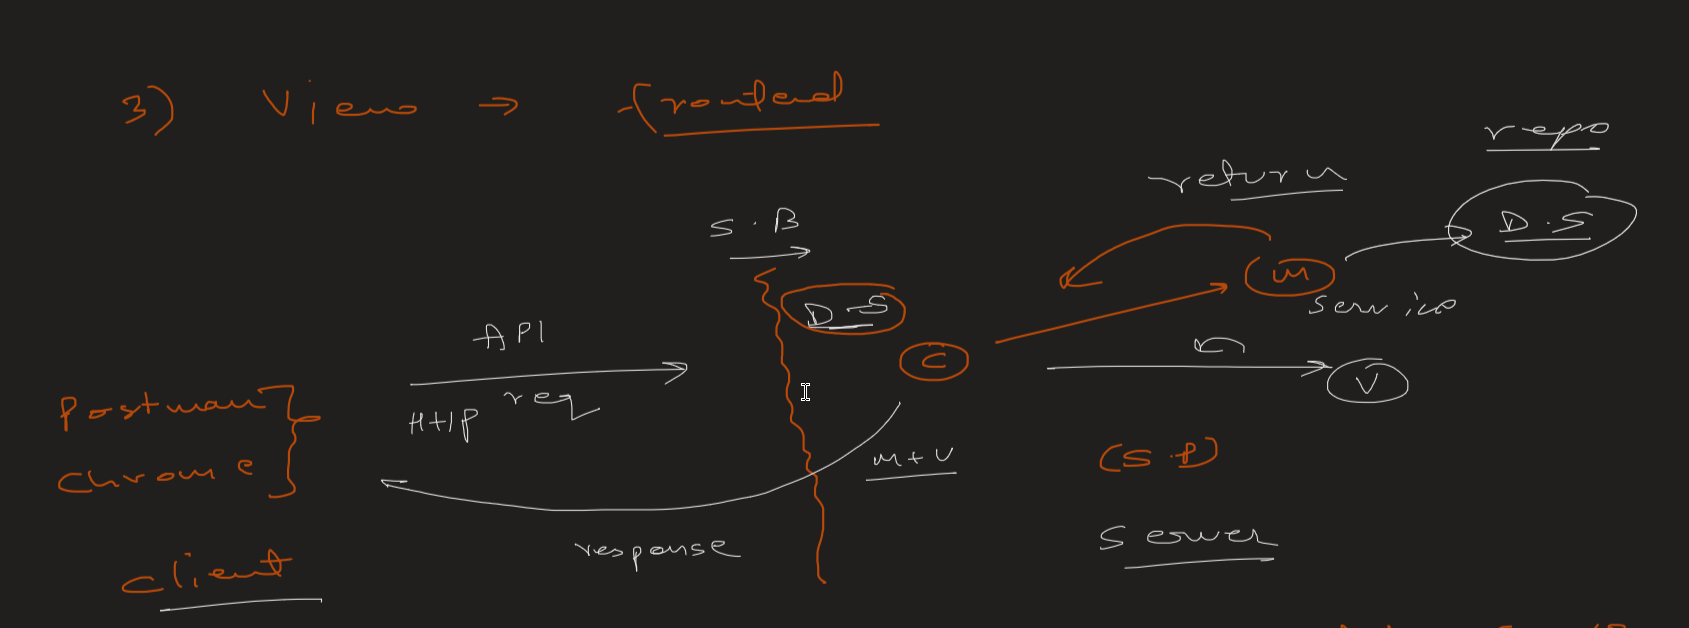 3) View → frontend
repo
return
D.S
S.B
M
service
D-S
API
C
HTTP req
V
Postman
Chrome
M+V
(S.P)
response
Server
Client